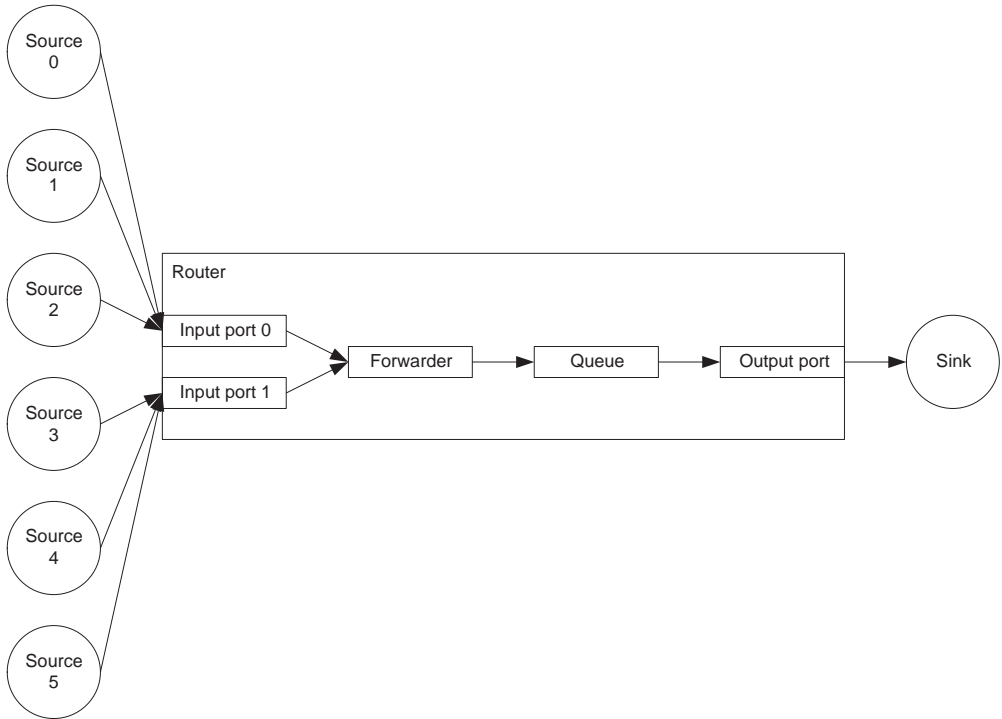 Source
0
Source
1
Source
2
Source
3
Source
4
Source
5
Router
Input port 0
Input port 1
Forwarder
Queue
Output port
Sink